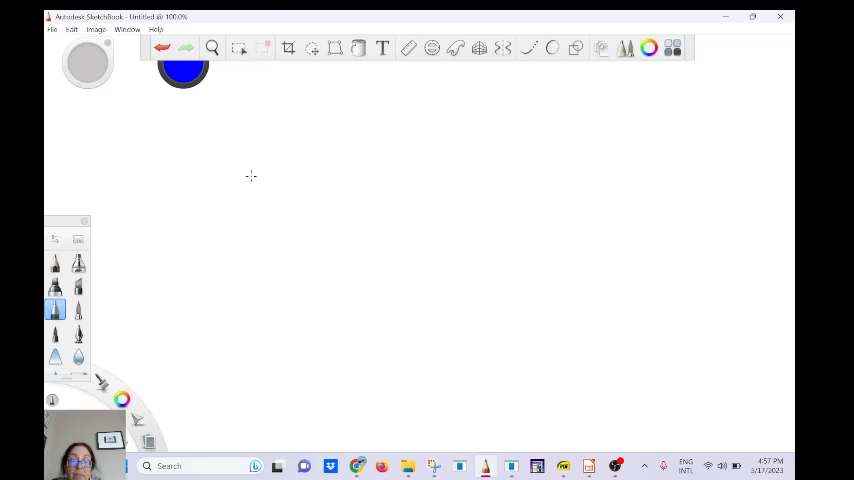 Autodesk SketchBook - Untitled @ 100.0%
File Edit Image Window Help
T
Search
PDF
ENG
INTL
4:57 PM
5/17/2023